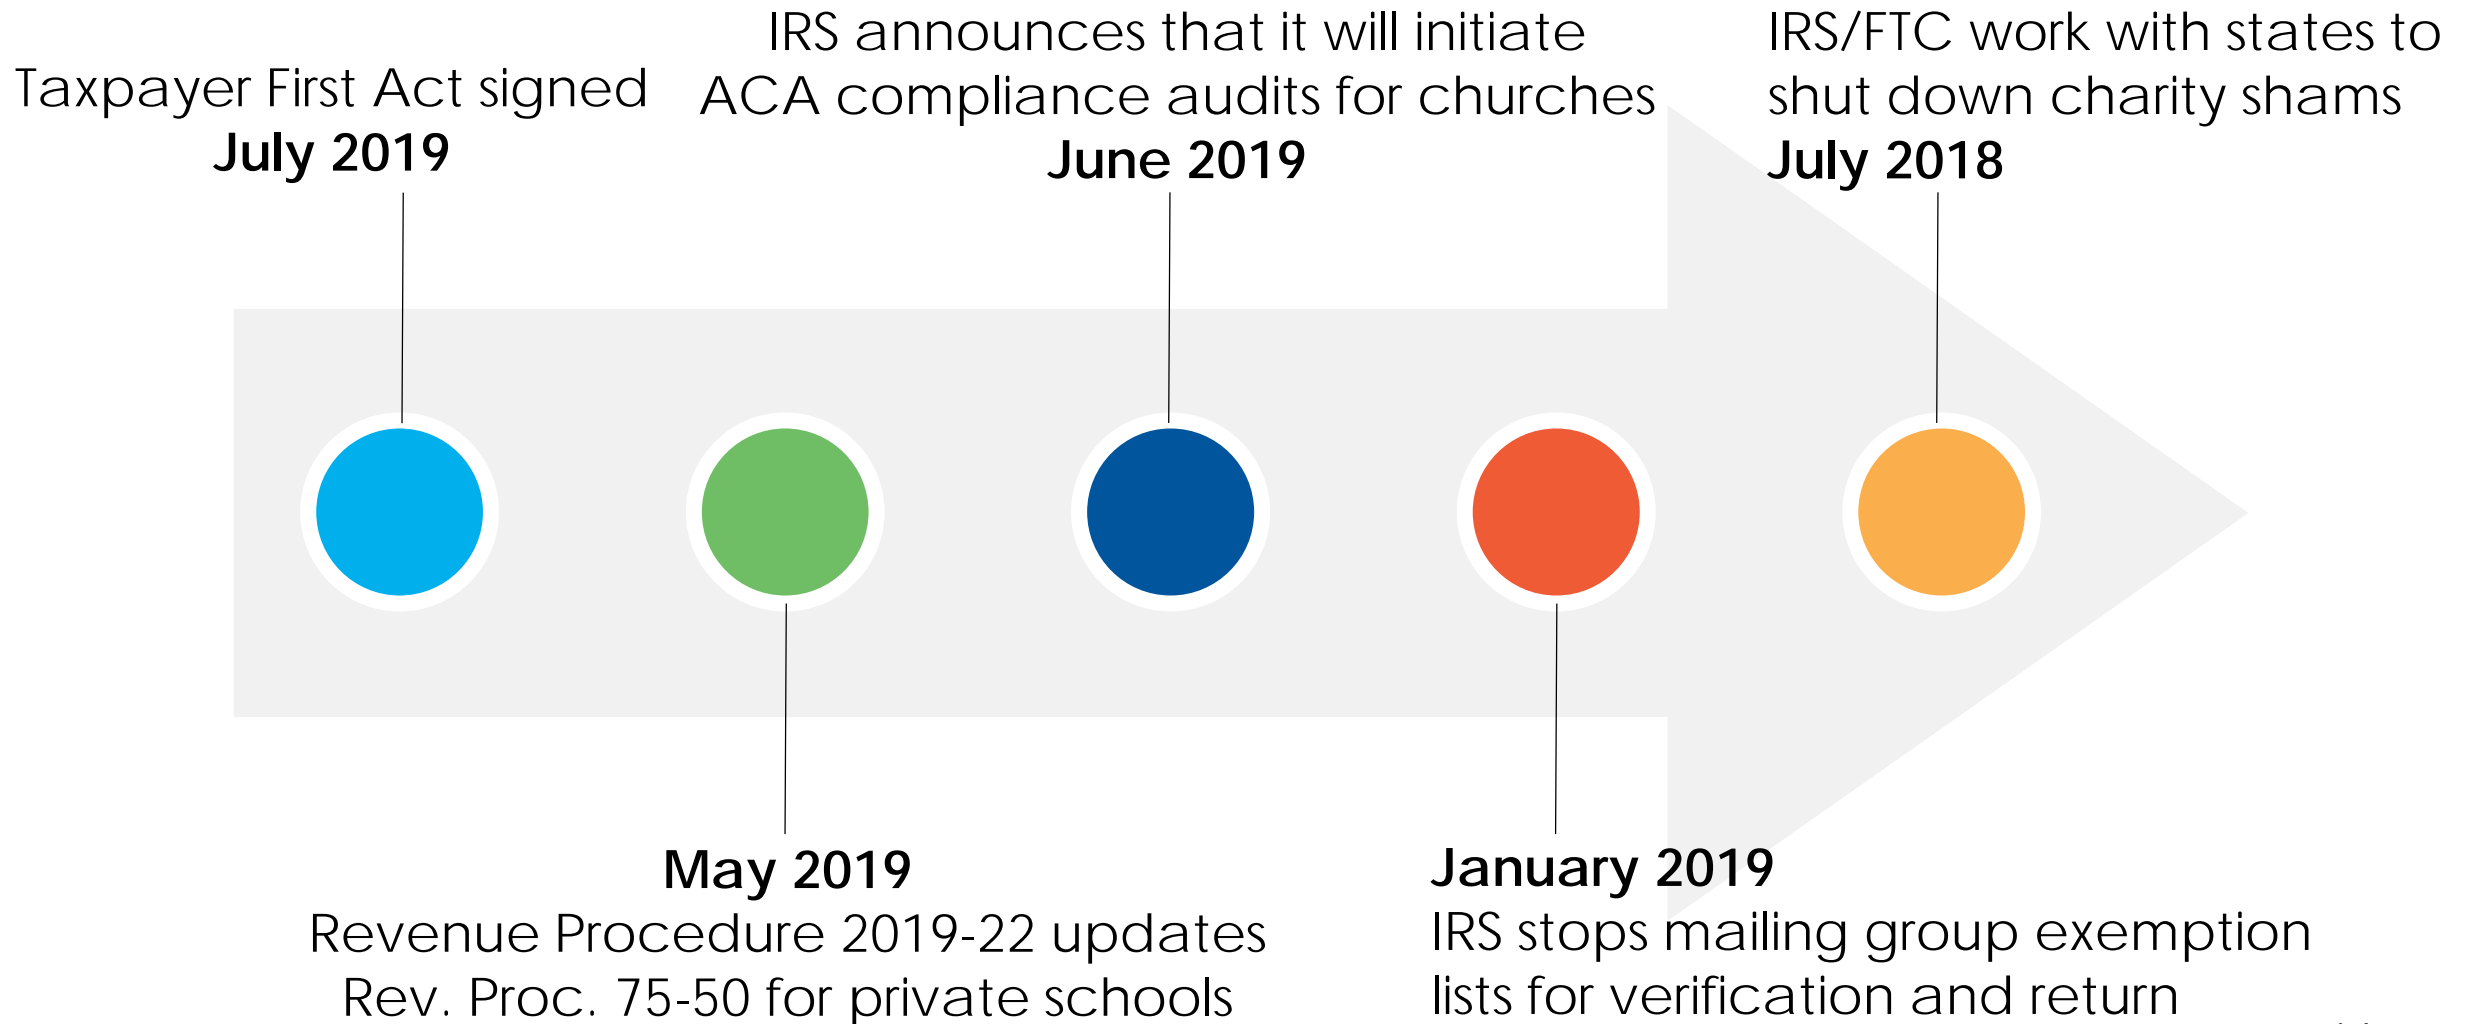 Taxpayer First Act signed
July 2019
IRS announces that it will initiate
ACA compliance audits for churches
June 2019
IRS/FTC work with states to
shut down charity shams
July 2018
May 2019
Revenue Procedure 2019-22 updates
Rev. Proc. 75-50 for private schools
January 2019
IRS stops mailing group exemption
lists for verification and return